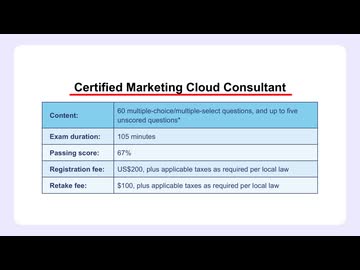 Certified Marketing Cloud Consultant
Content: 60 multiple-choice/multiple-select questions, and up to five
unscored questions*
Exam duration: 105 minutes
Passing score: 67%
Registration fee: US$200, plus applicable taxes as required per local law
Retake fee: $100, plus applicable taxes as required per local law